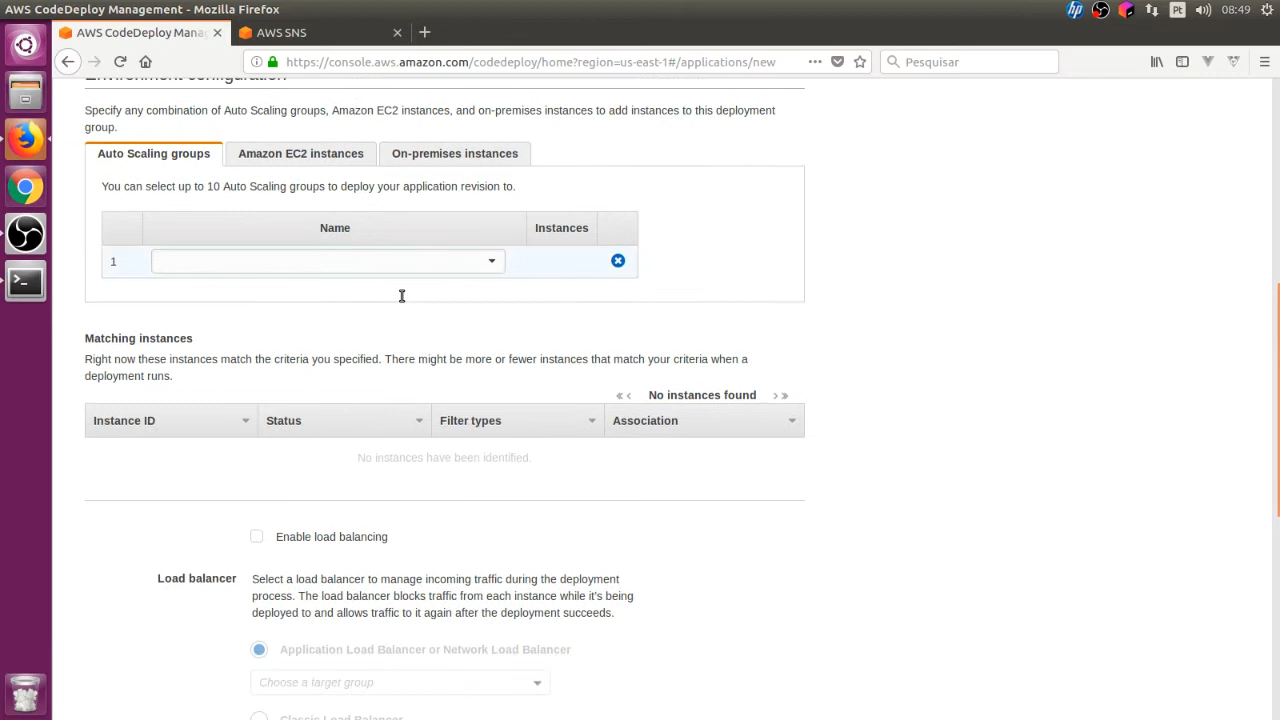 AWS CodeDeploy Management - Mozilla Firefox
Pt
08:49
AWS CodeDeploy Mana
AWS SNS
https://console.aws.amazon.com/codedeploy/home?region=us-east-1#/applications/new
Pesquisar
Environment configuration
Specify any combination of Auto Scaling groups, Amazon EC2 instances, and on-premises instances to add instances to this deployment
group.
Auto Scaling groups
Amazon EC2 instances
On-premises instances
You can select up to 10 Auto Scaling groups to deploy your application revision to.
Name
Instances
1
Matching instances
Right now these instances match the criteria you specified. There might be more or fewer instances that match your criteria when a
deployment runs.
No instances found
Instance ID
Status
Filter types
Association
No instances have been identified.
Enable load balancing
Load balancer
Select a load balancer to manage incoming traffic during the deployment
process. The load balancer blocks traffic from each instance while it's being
deployed to and allows traffic to it again after the deployment succeeds.
Application Load Balancer or Network Load Balancer
Choose a target group
Classic Load Balancer